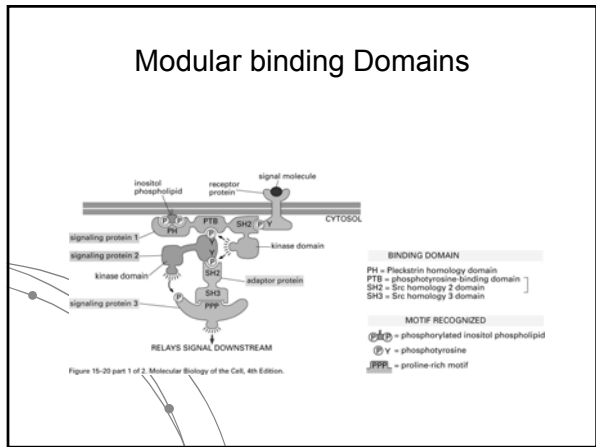 Modular binding Domains
signal molecule
inositol
phospholipid
receptor
protein
P P
PH
PTB
SH2
P Y
CYTOSOL
signaling protein 1
P
Y
Y
P
kinase domain
signaling protein 2
kinase domain
SH2
adaptor protein
SH3
signaling protein 3
P
PPP
RELAYS SIGNAL DOWNSTREAM
BINDING DOMAIN
PH = Pleckstrin homology domain
PTB = phosphotyrosine-binding domain
SH2 = Src homology 2 domain
SH3 = Src homology 3 domain
MOTIF RECOGNIZED
P P = phosphorylated inositol phospholipid
P Y = phosphotyrosine
PPP = proline-rich motif
Figure 15-20 part 1 of 2. Molecular Biology of the Cell, 4th Edition.